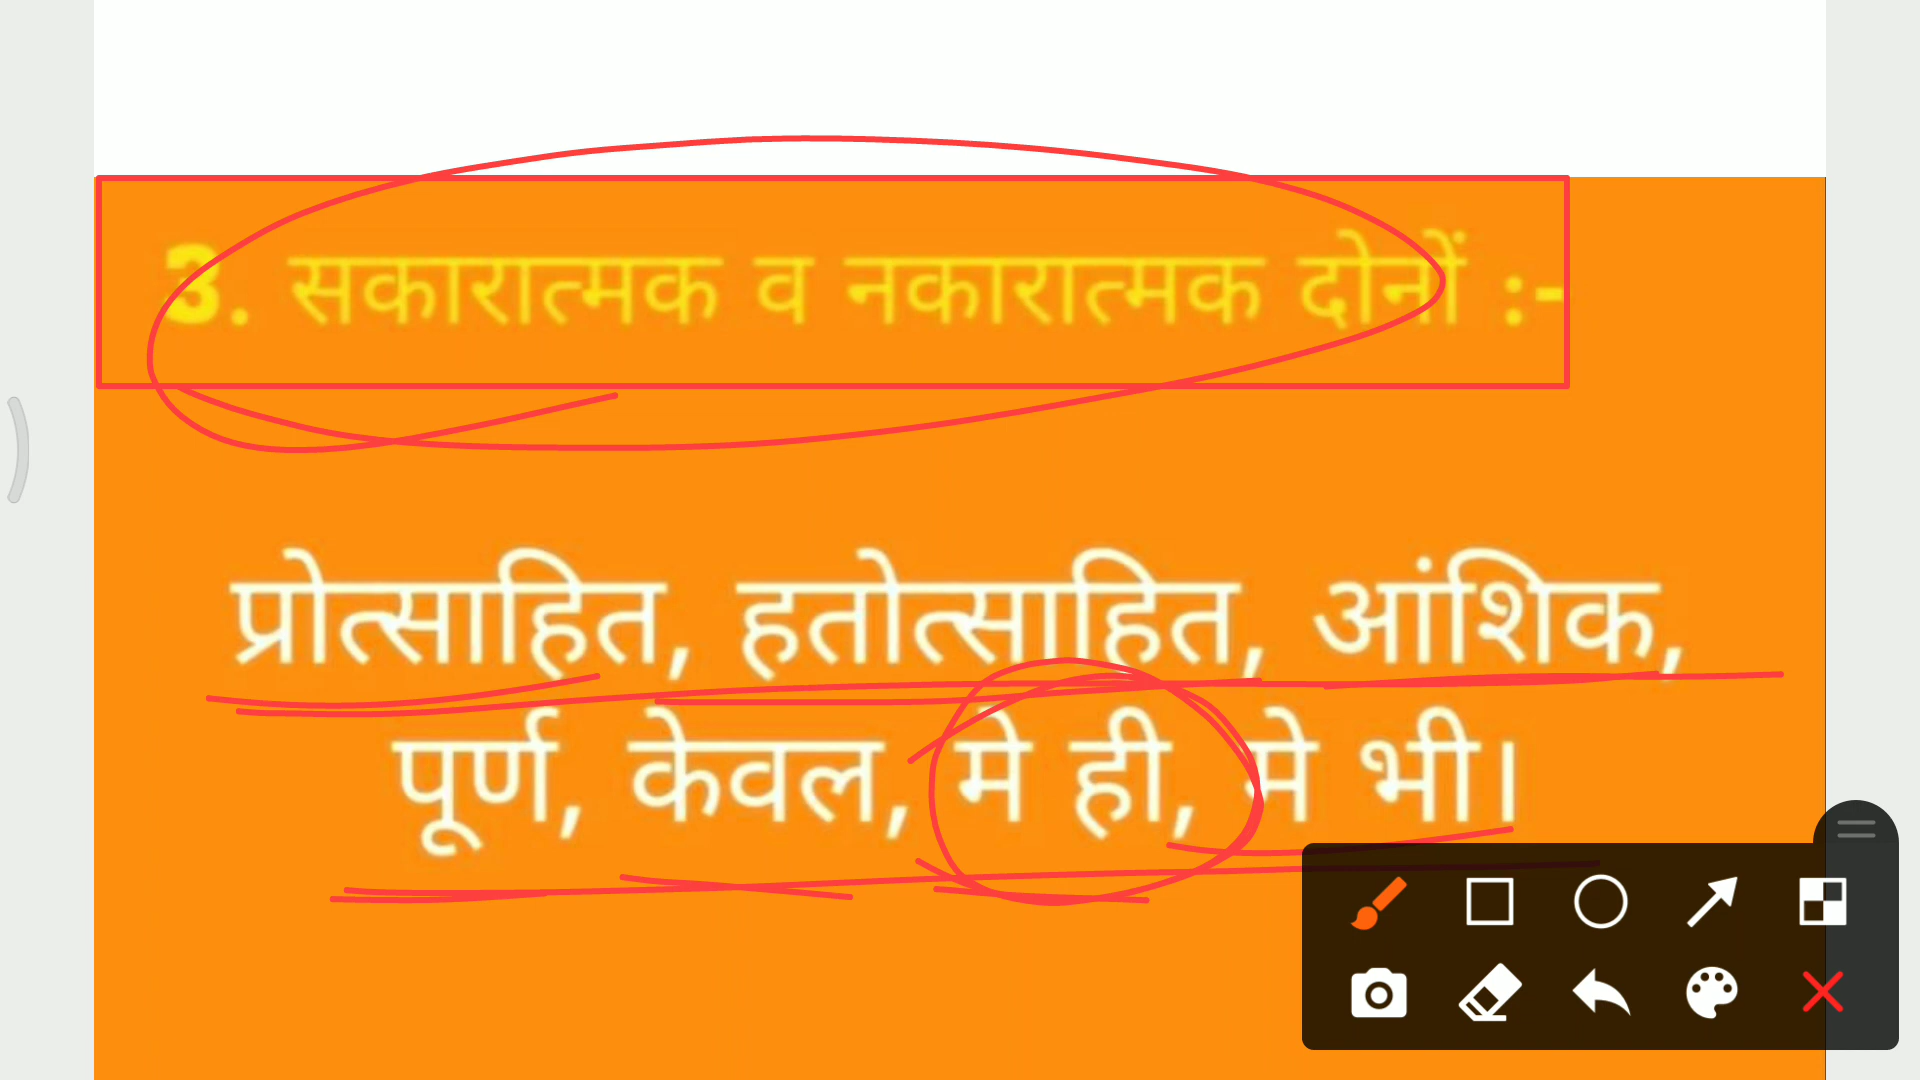 3. सकारात्मक व नकारात्मक दोनों :-
प्रोत्साहित, हतोत्साहित, आंशिक,
पूर्ण, केवल, मे ही, मे भी।